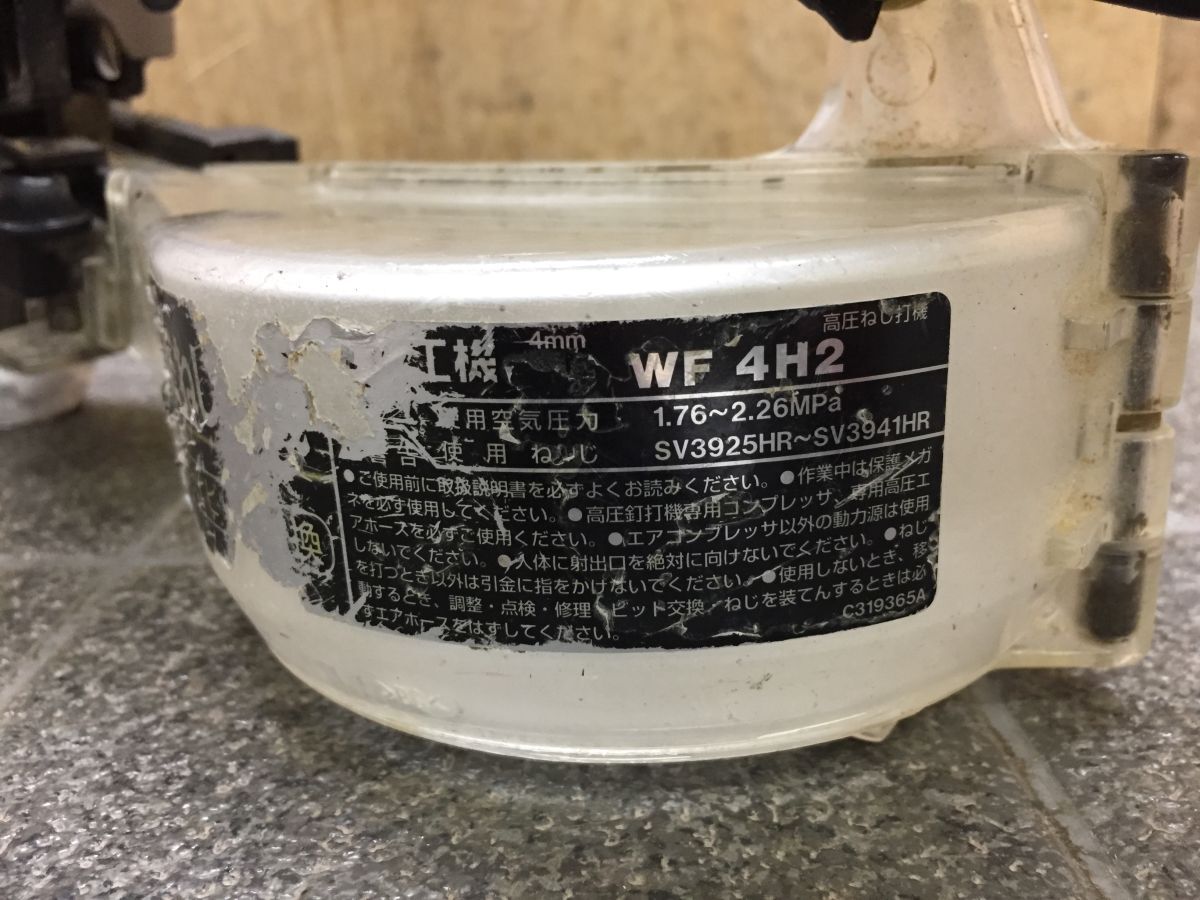 高圧ねじ打機
工機 4mm WF 4H2
用空気圧力 1.76~2.26MPa
使用ねじ SV3925HR~SV3941HR
●ご使用前に取扱説明書を必ずよくお読みください。●作業中は保護メガ
ネを必ず使用してください。●高圧釘打機専用コンプレッサ、専用高圧エ
アホースを必ずご使用ください。●エアコンプレッサ以外の動力源は使用
しないでください。●人体に射出口を絶対に向けないでください。●ねじ
を打つとき以外は引金に指をかけないでください。●使用しないとき、移
動するとき、調整・点検・修理、ビット交換、ねじを装てんするときは必
ずエアホースをはずしてください。
C319365A
換